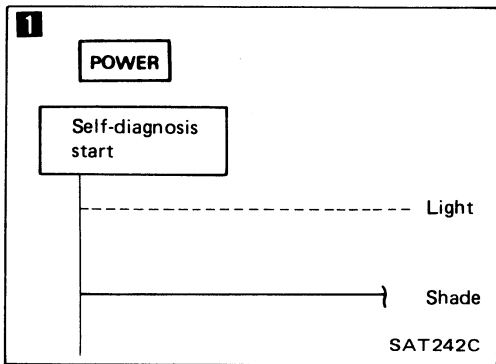 1
POWER
Self-diagnosis
start
Light
Shade
SAT242C